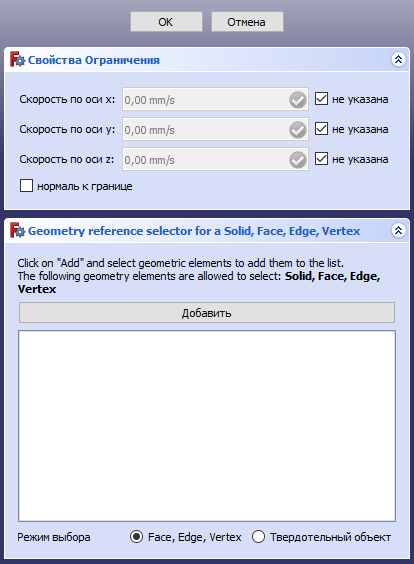 OK Отмена
Свойства Ограничения
Скорость по оси x: 0,00 mm/s не указана
Скорость по оси y: 0,00 mm/s не указана
Скорость по оси z: 0,00 mm/s не указана
нормаль к границе
Geometry reference selector for a Solid, Face, Edge, Vertex
Click on "Add" and select geometric elements to add them to the list.
The following geometry elements are allowed to select: Solid, Face, Edge,
Vertex
Добавить
Режим выбора Face, Edge, Vertex Твердотельный объект